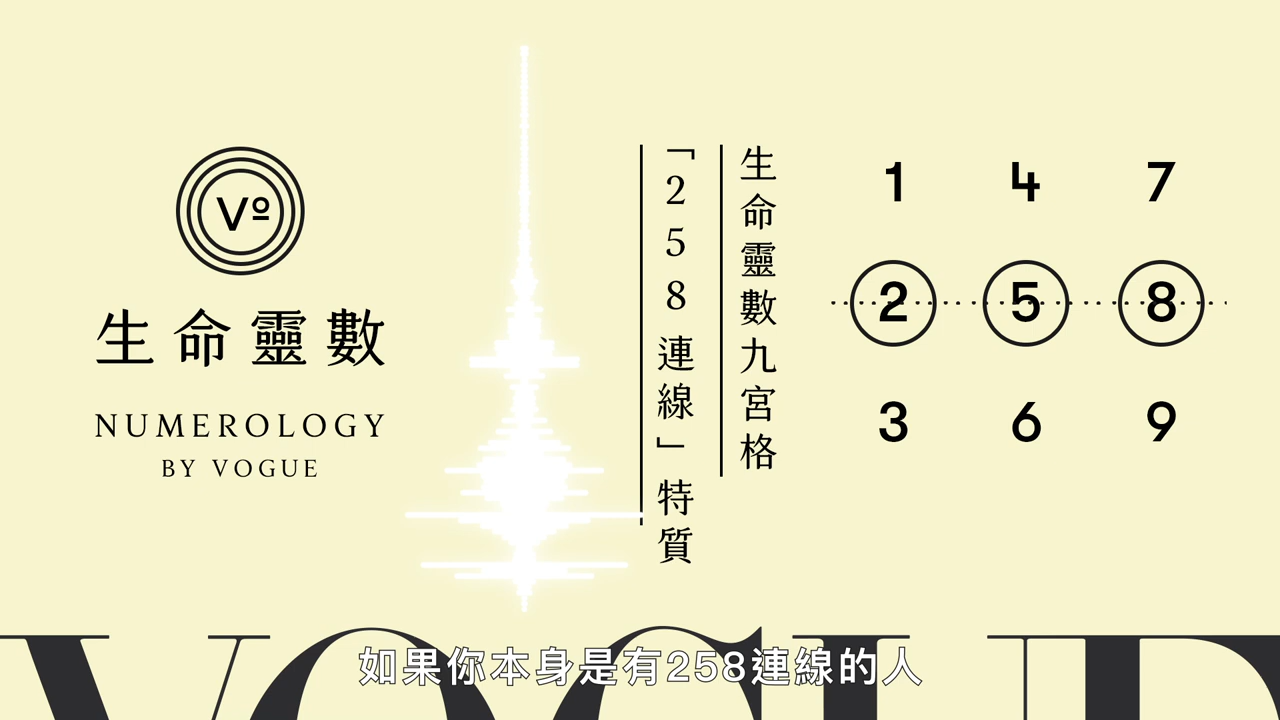 Vº
生命靈數
NUMEROLOGY
BY VOGUE
生命靈數九宮格
「258連線」特質
1 4 7
2 5 8
3 6 9
VOGUE
如果你本身是有258連線的人